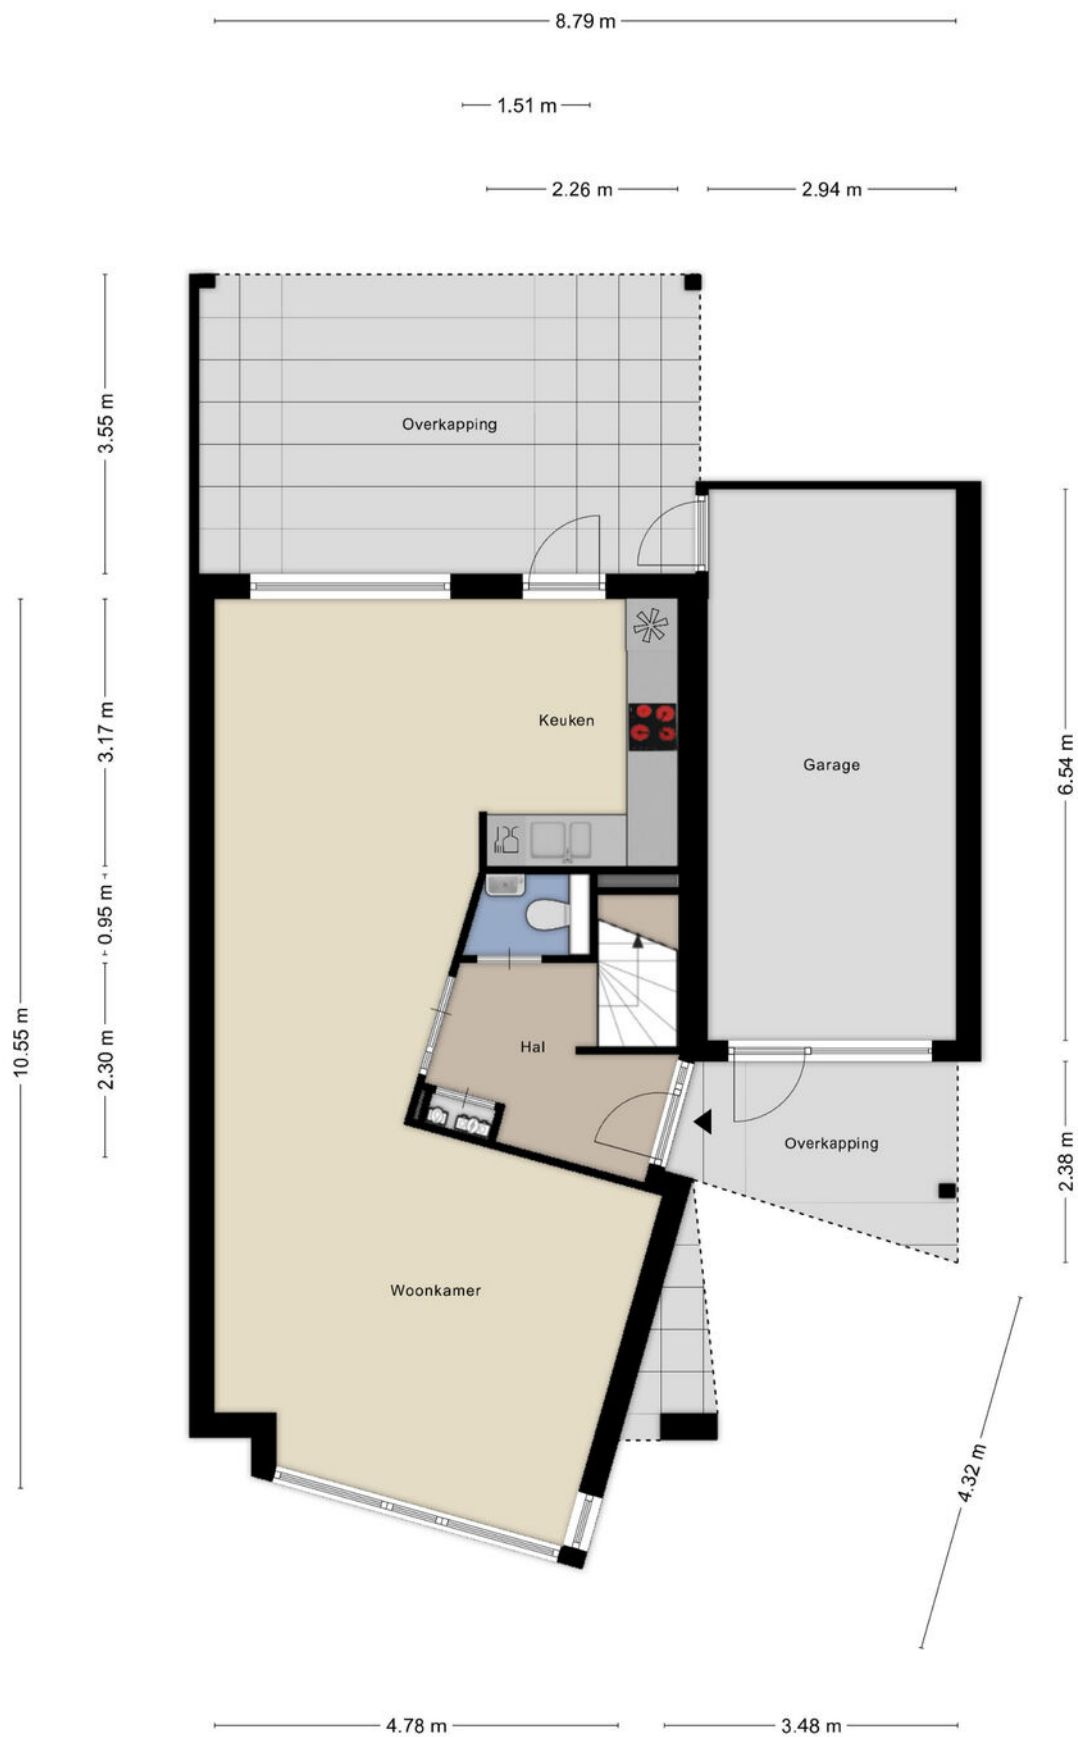 8.79 m
1.51 m
2.26 m
2.94 m
3.55 m
Overkapping
3.17 m
Keuken
6.54 m
Garage
0.95 m
10.55 m
2.30 m
Hal
2.38 m
Overkapping
Woonkamer
4.32 m
4.78 m
3.48 m